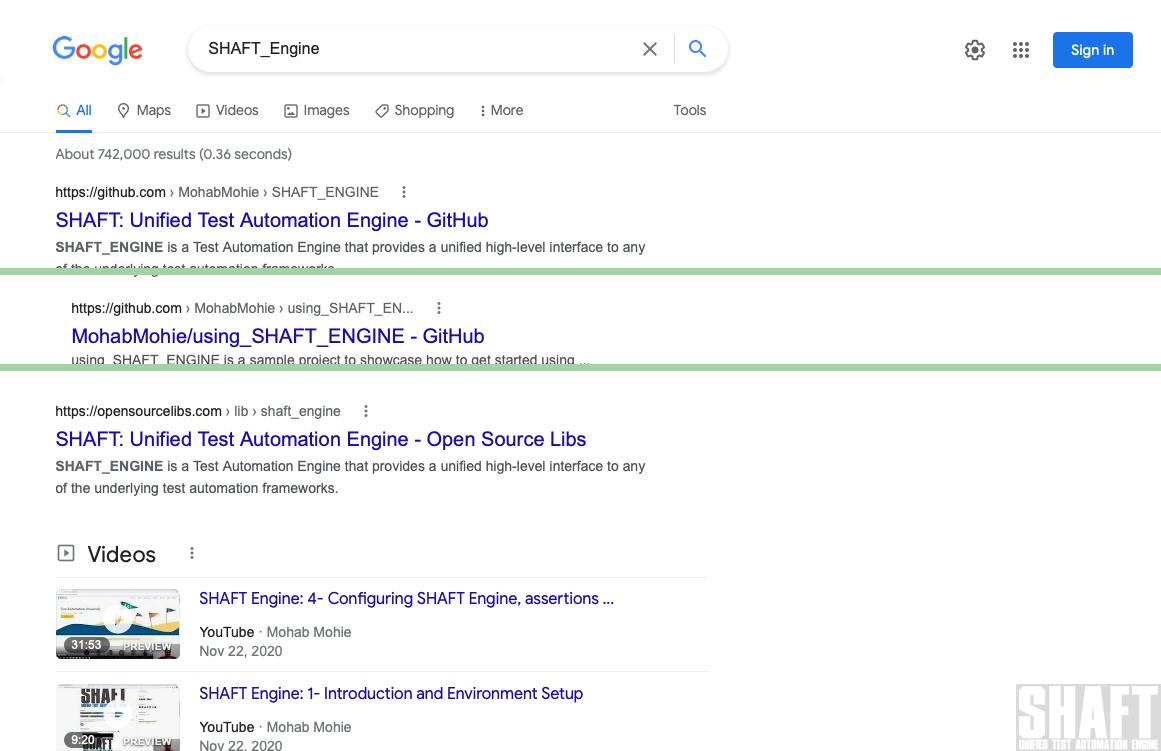 Google
SHAFT_Engine
Sign in
All
Maps
Videos
Images
Shopping
More
Tools
About 742,000 results (0.36 seconds)
https://github.com › MohabMohie › SHAFT_ENGINE
SHAFT: Unified Test Automation Engine - GitHub
SHAFT_ENGINE is a Test Automation Engine that provides a unified high-level interface to any
of the underlying test automation frameworks.
https://github.com › MohabMohie › using_SHAFT_EN...
MohabMohie/using_SHAFT_ENGINE - GitHub
using_SHAFT_ENGINE is a sample project to showcase how to get started using ...
https://opensourcelibs.com › lib › shaft_engine
SHAFT: Unified Test Automation Engine - Open Source Libs
SHAFT_ENGINE is a Test Automation Engine that provides a unified high-level interface to any
of the underlying test automation frameworks.
Videos
SHAFT Engine: 4- Configuring SHAFT Engine, assertions ...
YouTube · Mohab Mohie
Nov 22, 2020
31:53
PREVIEW
SHAFT Engine: 1- Introduction and Environment Setup
YouTube · Mohab Mohie
Nov 22, 2020
SHAFT
9:20
PREVIEW
SHAFT
UNIFIED TEST AUTOMATION ENGINE